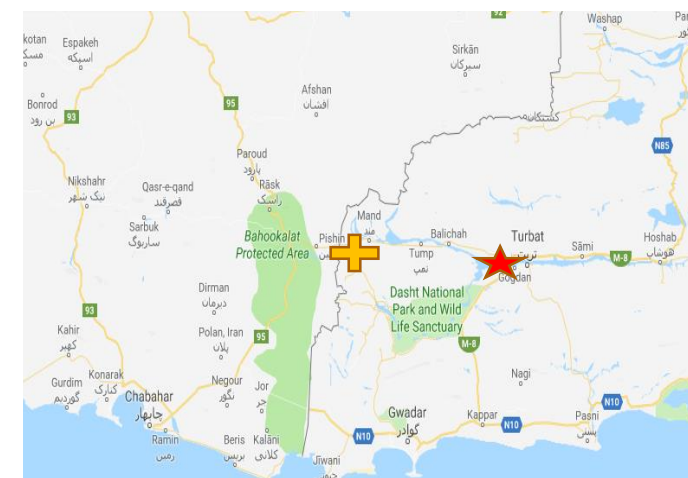 92
Washap
kotan
Espakeh
اسپکه
Sirkān
سیرکان
Afshan
افشان
95
Bonrod
بن رود
93
کستگان
N85
Paroud
پارود
Nikshahr
نیک شهر
Qasr-e-qand
قصرقند
Rāsk
راسک
Sarbuk
ساربوگ
Bahookalat
Protected Area
Pishin
Mand
مند
Balichah
Turbat
تربت
Tump
تمپ
Sāmi
Hoshab
هوشاپ
M-8
Gogdan
Dasht National
Park and Wild
Life Sanctuary
Dirman
دیرمان
93
Kahir
کهیر
Polan, Iran
پلان
95
M-8
Nagi
Gurdim
گوردیم
Konarak
کنارک
Chabahar
چابهار
Negour
نگور
Jor
جر
Gwadar
گوادر
Kappar
N10
Pasni
پسنی
N10
N10
Ramin
رمین
Beris
بریس
Kalāni
کلانی
Jiwani